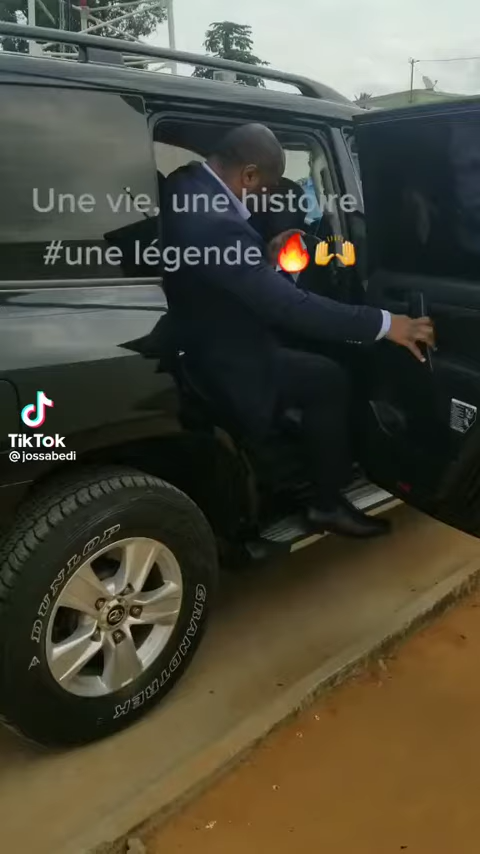 Une vie, une histoire
#une légende 🔥 🙌
TikTok
@jossabedi
DUNLOP
GRANDTREK